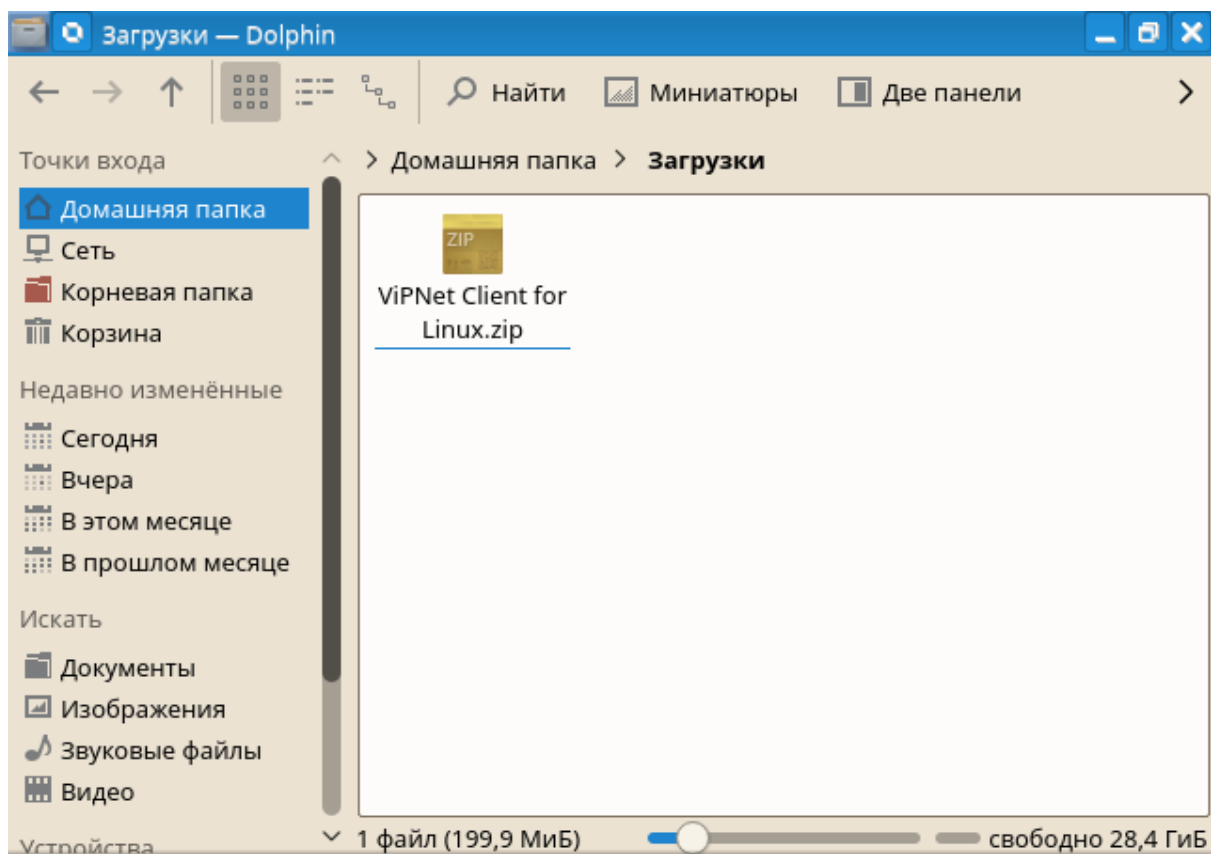 Загрузки — Dolphin
Найти Миниатюры Две панели
Точки входа
Домашняя папка
Сеть
Корневая папка
Корзина
Недавно изменённые
Сегодня
Вчера
В этом месяце
В прошлом месяце
Искать
Документы
Изображения
Звуковые файлы
Видео
Устройства
> Домашняя папка > Загрузки
ZIP
ViPNet Client for
Linux.zip
1 файл (199,9 МиБ) свободно 28,4 ГиБ